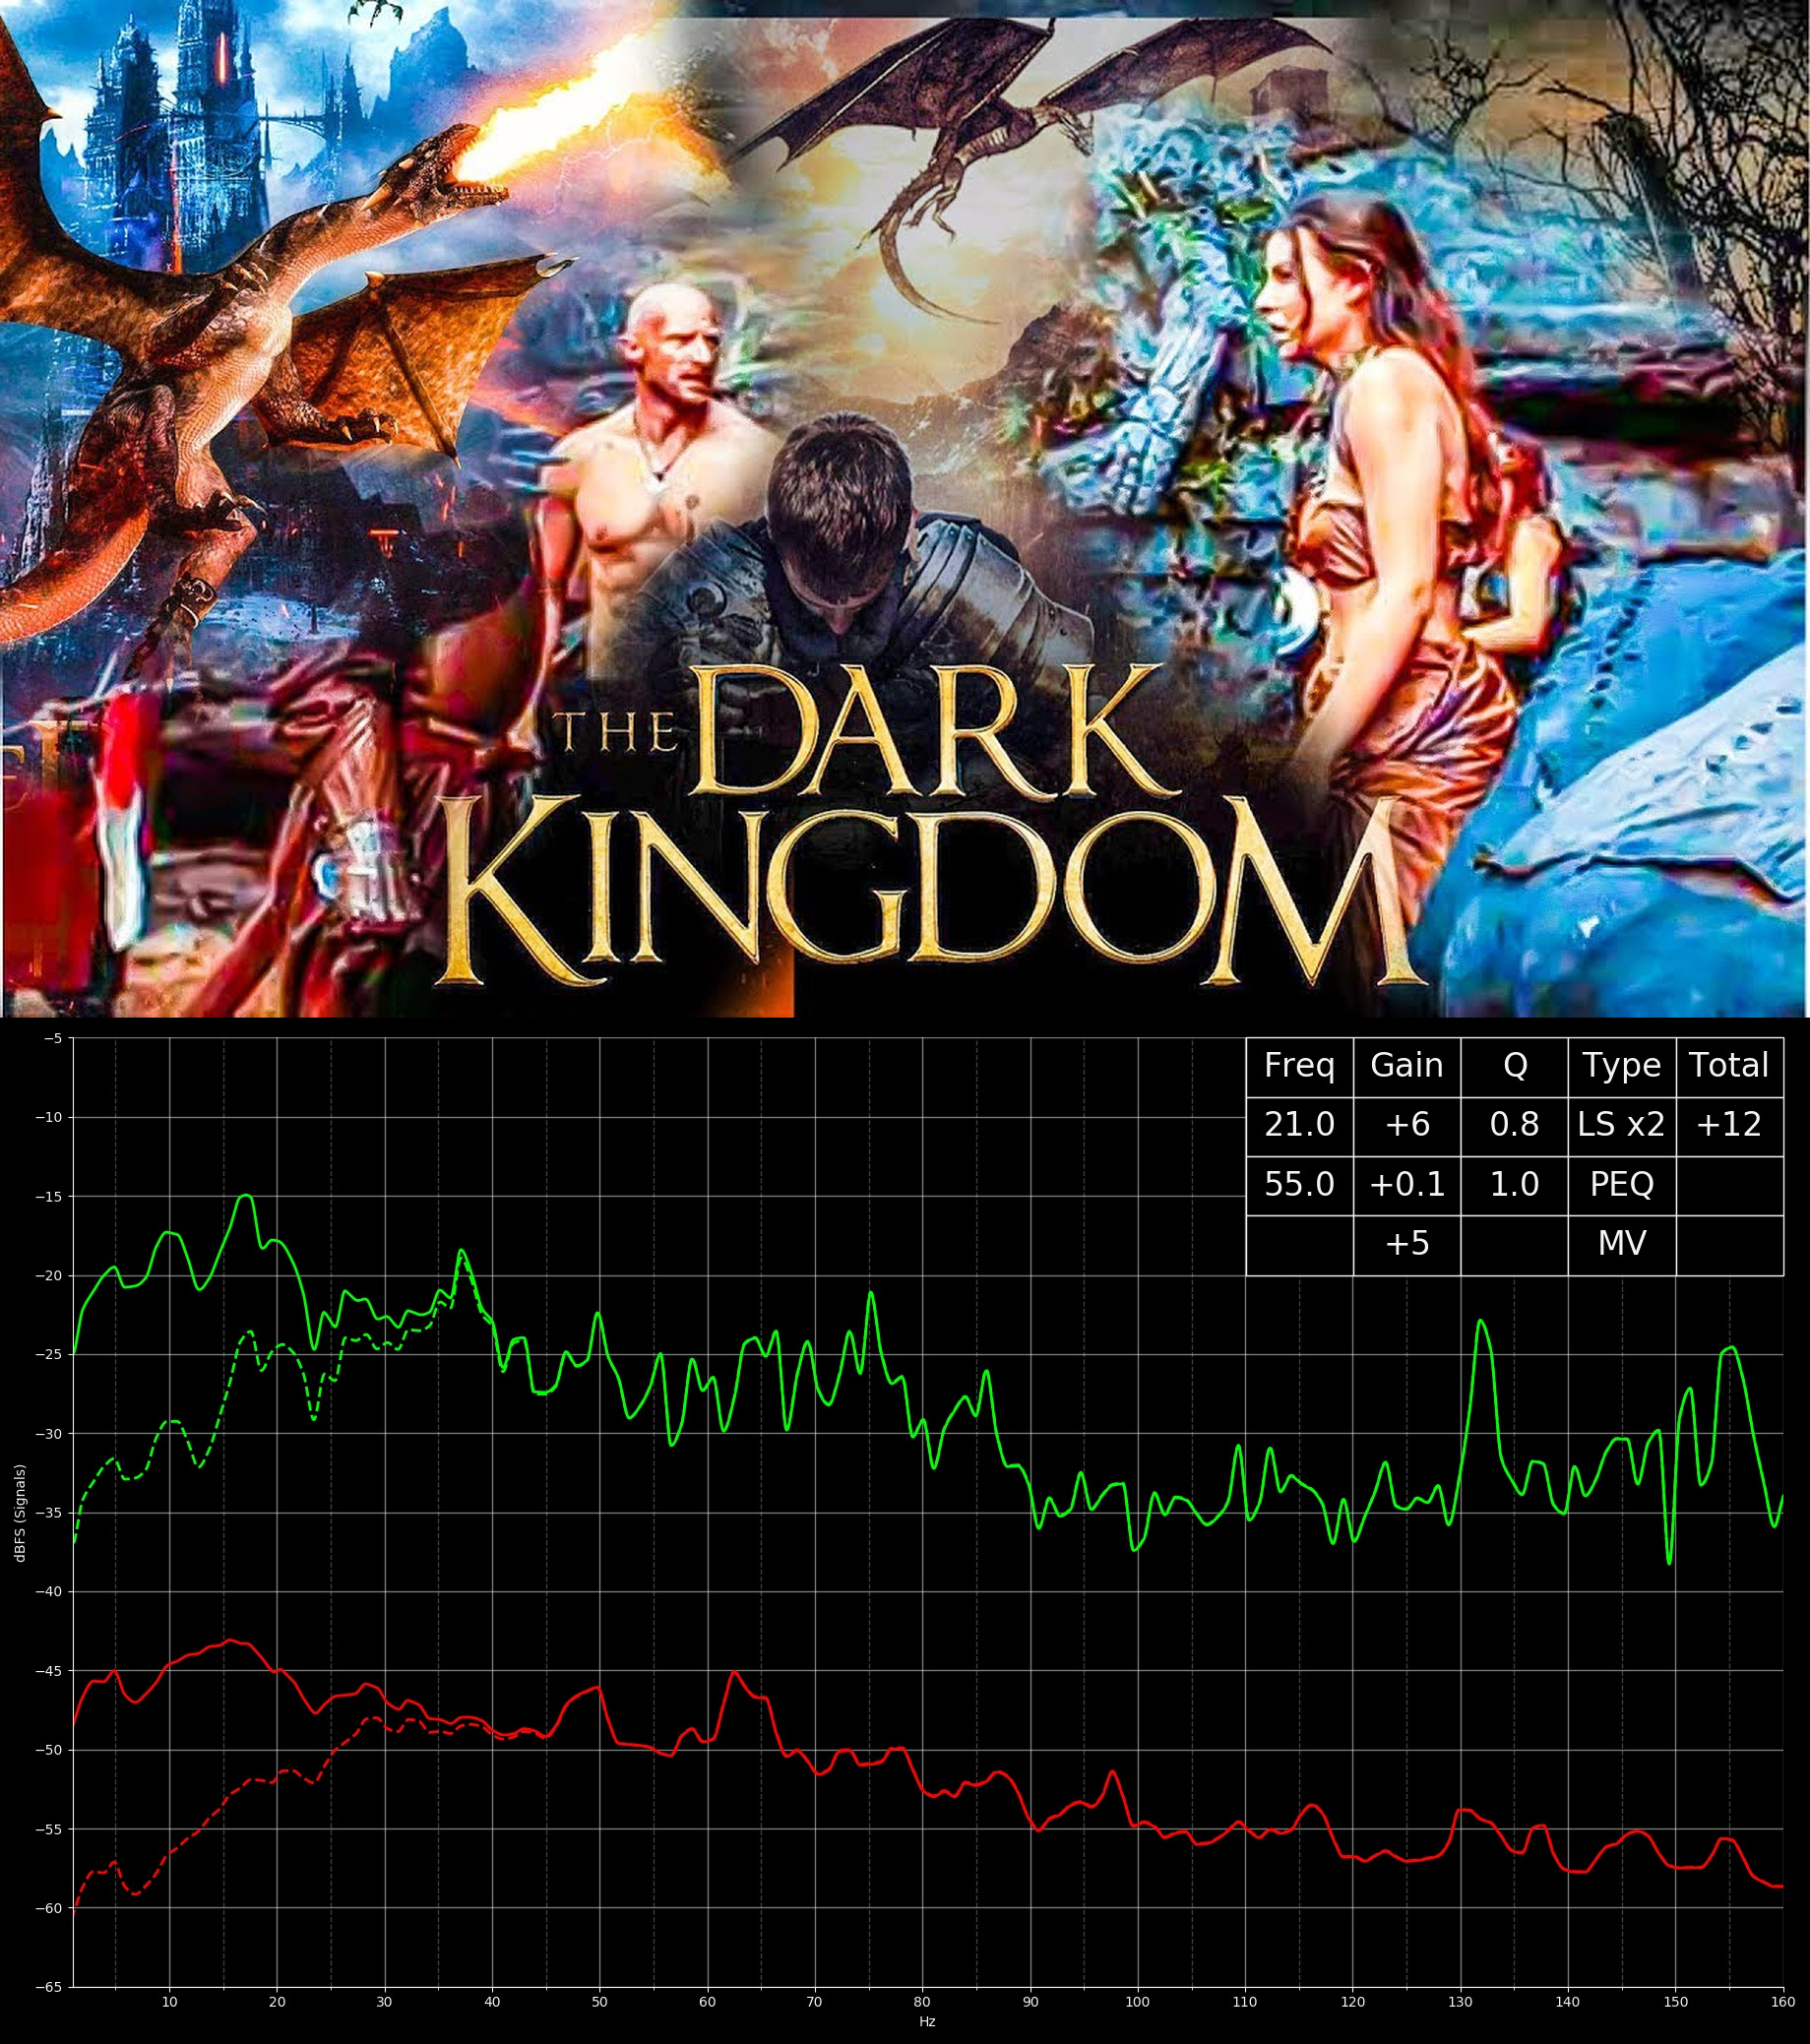 THE DARK
KINGDOM
Freq Gain Q Type Total
21.0 +6 0.8 LS x2 +12
55.0 +0.1 1.0 PEQ
+5 MV
−5
−10
−15
−20
−25
−30
−35
−40
−45
−50
−55
−60
−65
dBFS (Signals)
10 20 30 40 50 60 70 80 90 100 110 120 130 140 150 160
Hz